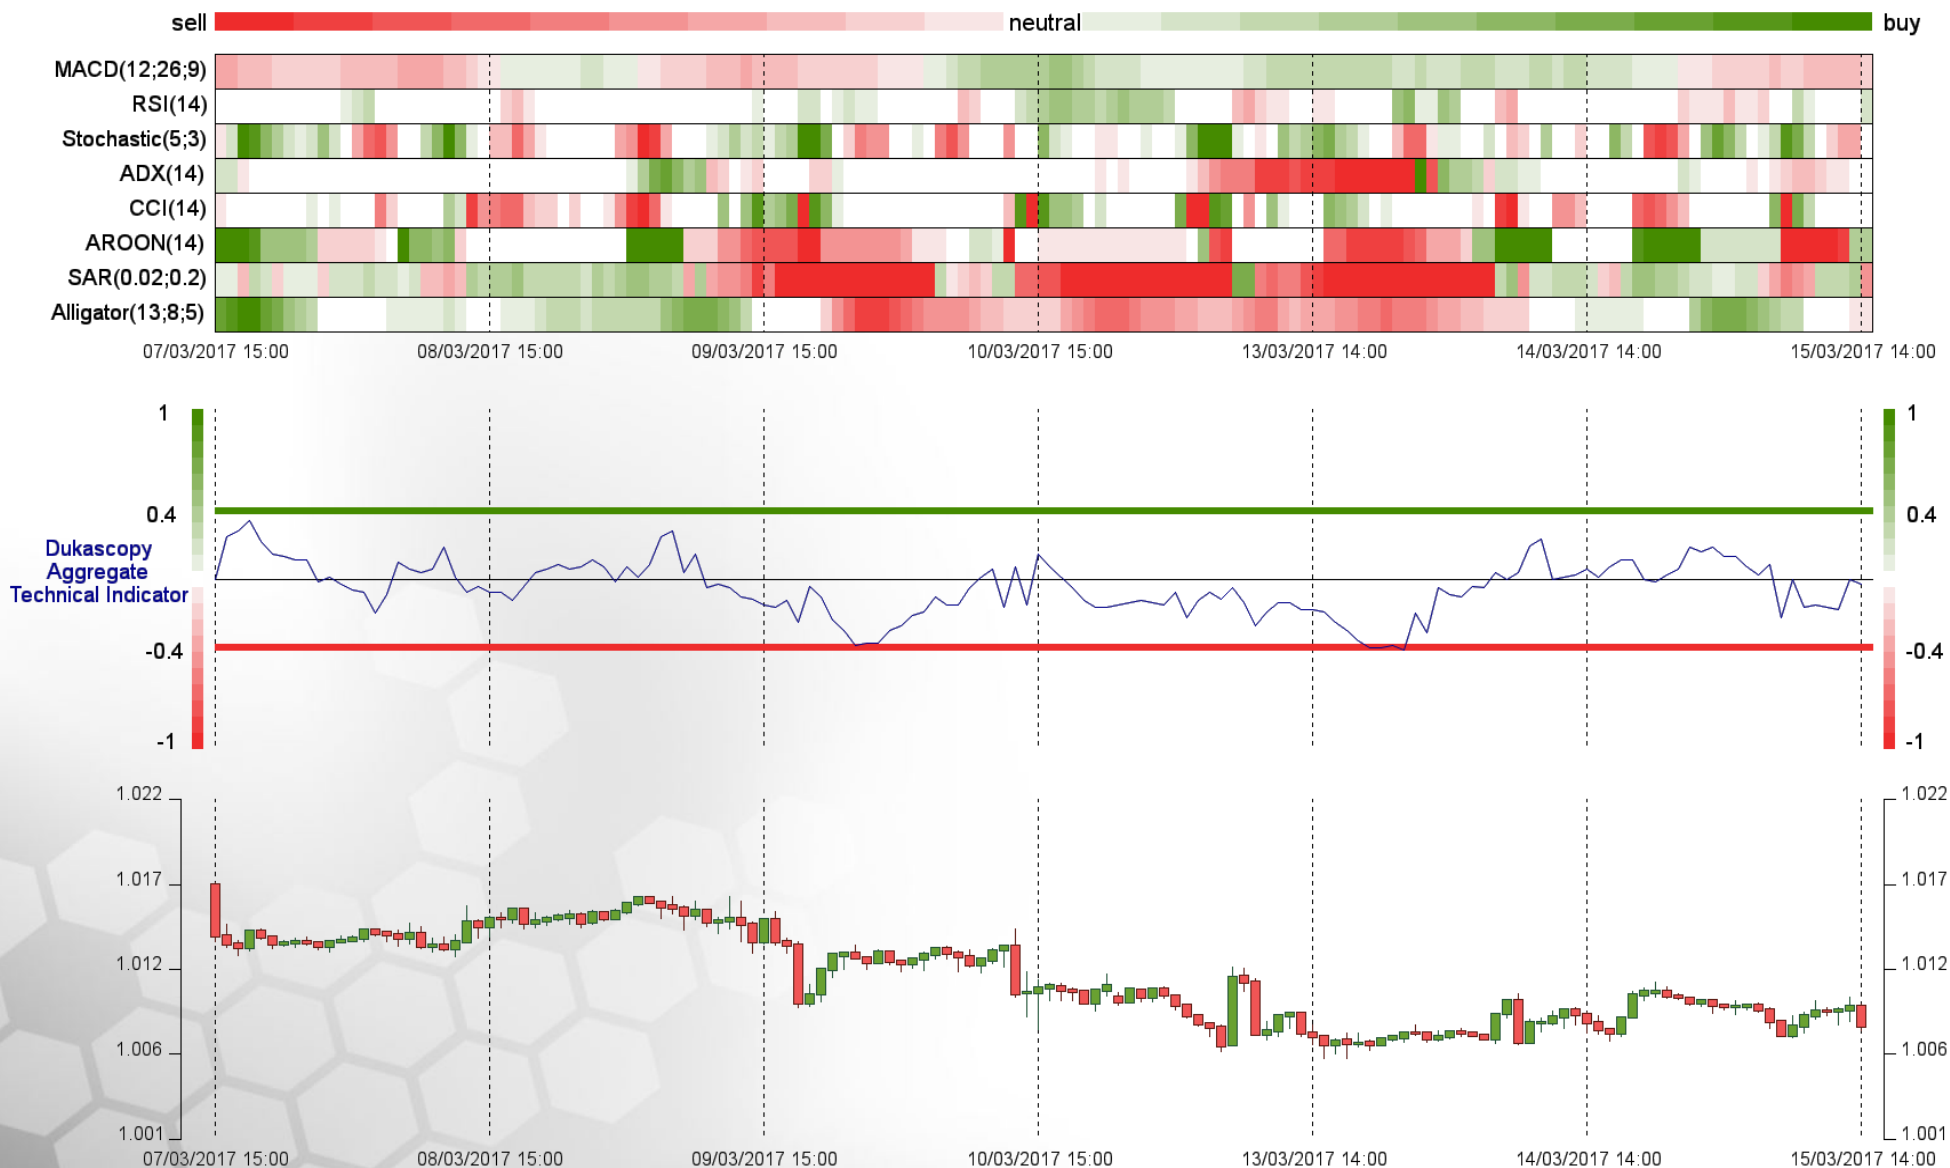 sell neutral buy
MACD(12;26;9)
RSI(14)
Stochastic(5;3)
ADX(14)
CCI(14)
AROON(14)
SAR(0.02;0.2)
Alligator(13;8;5)
07/03/2017 15:00 08/03/2017 15:00 09/03/2017 15:00 10/03/2017 15:00 13/03/2017 14:00 14/03/2017 14:00 15/03/2017 14:00
1 1
0.4 0.4
Dukascopy
Aggregate
Technical Indicator
-0.4 -0.4
-1 -1
1.022 1.022
1.017 1.017
1.012 1.012
1.006 1.006
1.001 1.001
07/03/2017 15:00 08/03/2017 15:00 09/03/2017 15:00 10/03/2017 15:00 13/03/2017 14:00 14/03/2017 14:00 15/03/2017 14:00